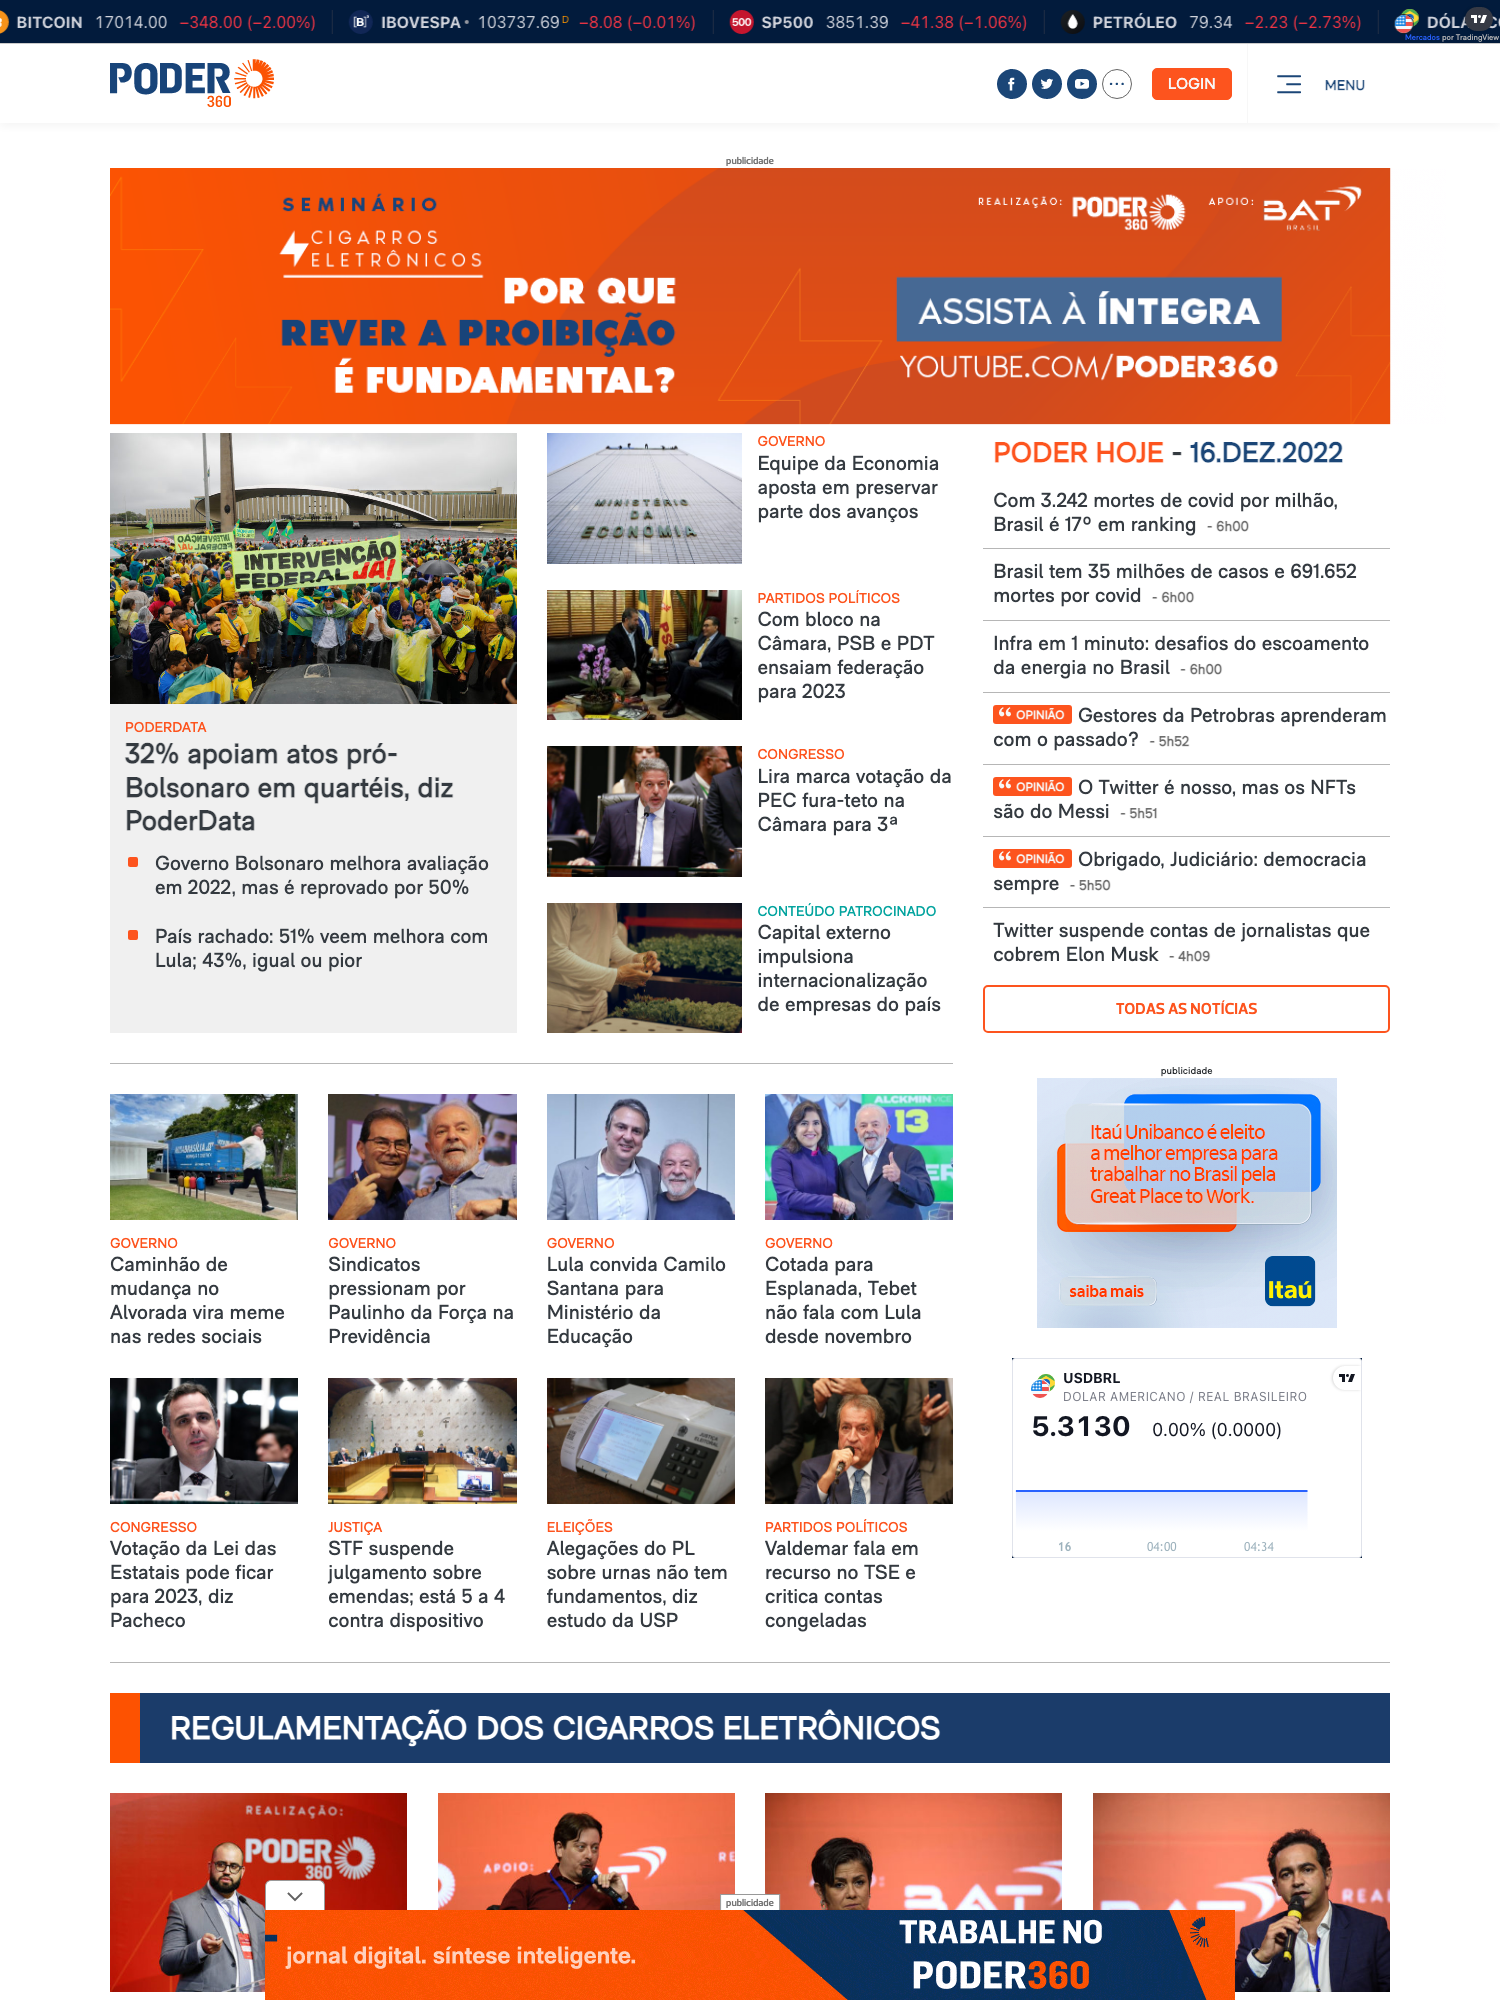 BITCOIN 17014.00 −348.00 (−2.00%) IBOVESPA 103737.69 D −8.08 (−0.01%) 500 SP500 3851.39 −41.38 (−1.06%) PETRÓLEO 79.34 −2.23 (−2.73%)
Mercados por TradingView
PODER 360
LOGIN
MENU
publicidade
SEMINÁRIO
CIGARROS
ELETRÔNICOS
POR QUE
REVER A PROIBIÇÃO
É FUNDAMENTAL?
REALIZAÇÃO: PODER 360 APOIO: BAT BRASIL
ASSISTA À ÍNTEGRA
YOUTUBE.COM/PODER360
INTERVENÇÃO
FEDERAL JÁ!
PODERDATA
32% apoiam atos pró-
Bolsonaro em quartéis, diz
PoderData
Governo Bolsonaro melhora avaliação
em 2022, mas é reprovado por 50%
País rachado: 51% veem melhora com
Lula; 43%, igual ou pior
MINISTÉRIO
DA
ECONOMIA
GOVERNO
Equipe da Economia
aposta em preservar
parte dos avanços
PARTIDOS POLÍTICOS
Com bloco na
Câmara, PSB e PDT
ensaiam federação
para 2023
CONGRESSO
Lira marca votação da
PEC fura-teto na
Câmara para 3ª
CONTEÚDO PATROCINADO
Capital externo
impulsiona
internacionalização
de empresas do país
PODER HOJE - 16.DEZ.2022
Com 3.242 mortes de covid por milhão,
Brasil é 17º em ranking - 6h00
Brasil tem 35 milhões de casos e 691.652
mortes por covid - 6h00
Infra em 1 minuto: desafios do escoamento
da energia no Brasil - 6h00
OPINIÃO Gestores da Petrobras aprenderam
com o passado? - 5h52
OPINIÃO O Twitter é nosso, mas os NFTs
são do Messi - 5h51
OPINIÃO Obrigado, Judiciário: democracia
sempre - 5h50
Twitter suspende contas de jornalistas que
cobrem Elon Musk - 4h09
TODAS AS NOTÍCIAS
publicidade
Itaú Unibanco é eleito
a melhor empresa para
trabalhar no Brasil pela
Great Place to Work.
saiba mais
Itaú
USDBRL
DOLAR AMERICANO / REAL BRASILEIRO
5.3130 0.00% (0.0000)
16 04:00 04:34
GOVERNO
Caminhão de
mudança no
Alvorada vira meme
nas redes sociais
GOVERNO
Sindicatos
pressionam por
Paulinho da Força na
Previdência
GOVERNO
Lula convida Camilo
Santana para
Ministério da
Educação
ALCKMIN VICE
13
GOVERNO
Cotada para
Esplanada, Tebet
não fala com Lula
desde novembro
CONGRESSO
Votação da Lei das
Estatais pode ficar
para 2023, diz
Pacheco
JUSTIÇA
STF suspende
julgamento sobre
emendas; está 5 a 4
contra dispositivo
ELEIÇÕES
Alegações do PL
sobre urnas não tem
fundamentos, diz
estudo da USP
PARTIDOS POLÍTICOS
Valdemar fala em
recurso no TSE e
critica contas
congeladas
REGULAMENTAÇÃO DOS CIGARROS ELETRÔNICOS
REALIZAÇÃO:
PODER
360
APOIO: BAT
BAT
publicidade
jornal digital. síntese inteligente.
TRABALHE NO
PODER360